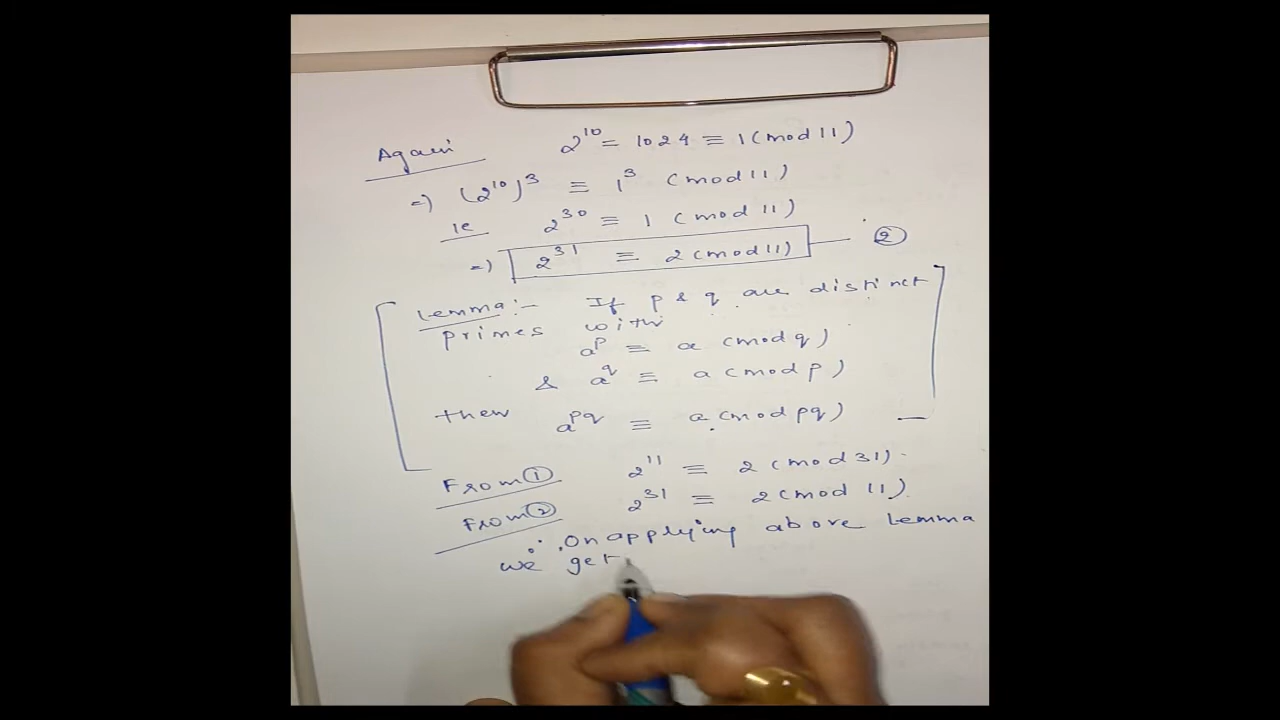 Again 2^10 = 1024 ≡ 1 (mod 11)
=) (2^10)^3 ≡ 1^3 (mod 11)
ie 2^30 ≡ 1 (mod 11)
=) 2^31 ≡ 2 (mod 11) — ②
Lemma:- If p & q are distinct
primes with
a^p ≡ a (mod q)
& a^q ≡ a (mod p)
then a^pq ≡ a (mod pq)
From ① 2^11 ≡ 2 (mod 31).
From ② 2^31 ≡ 2 (mod 11).
∴ On applying above Lemma
we get